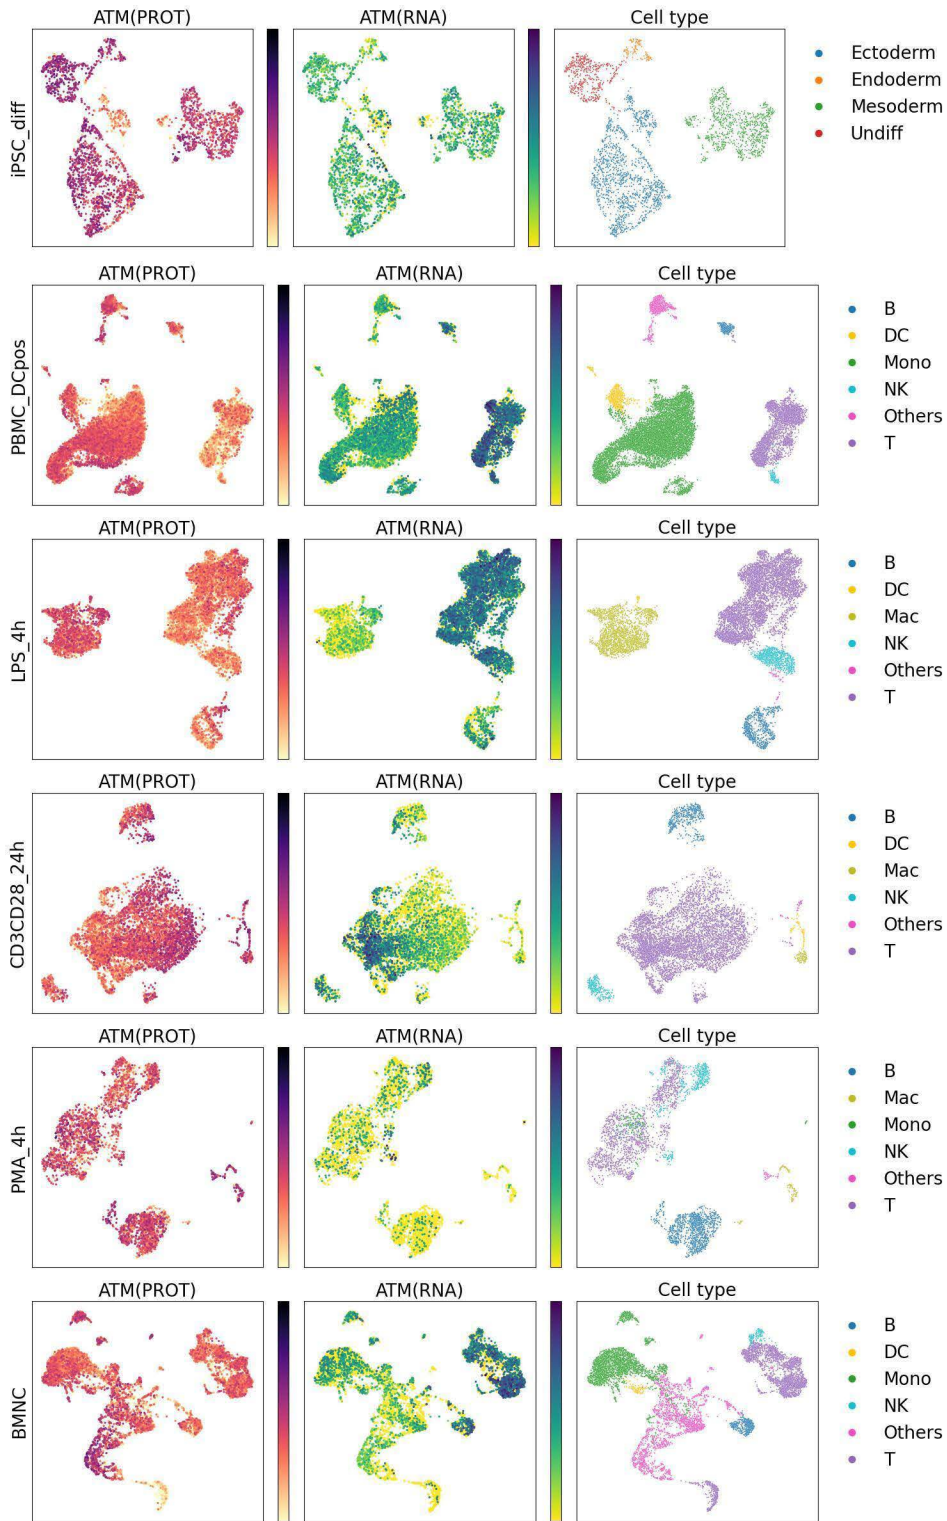 ATM(PROT) ATM(RNA) Cell type
iPSC_diff
Ectoderm
Endoderm
Mesoderm
Undiff
ATM(PROT) ATM(RNA) Cell type
PBMC_DCpos
B
DC
Mono
NK
Others
T
ATM(PROT) ATM(RNA) Cell type
LPS_4h
B
DC
Mac
NK
Others
T
ATM(PROT) ATM(RNA) Cell type
CD3CD28_24h
B
DC
Mac
NK
Others
T
ATM(PROT) ATM(RNA) Cell type
PMA_4h
B
Mac
Mono
NK
Others
T
ATM(PROT) ATM(RNA) Cell type
BMNC
B
DC
Mono
NK
Others
T